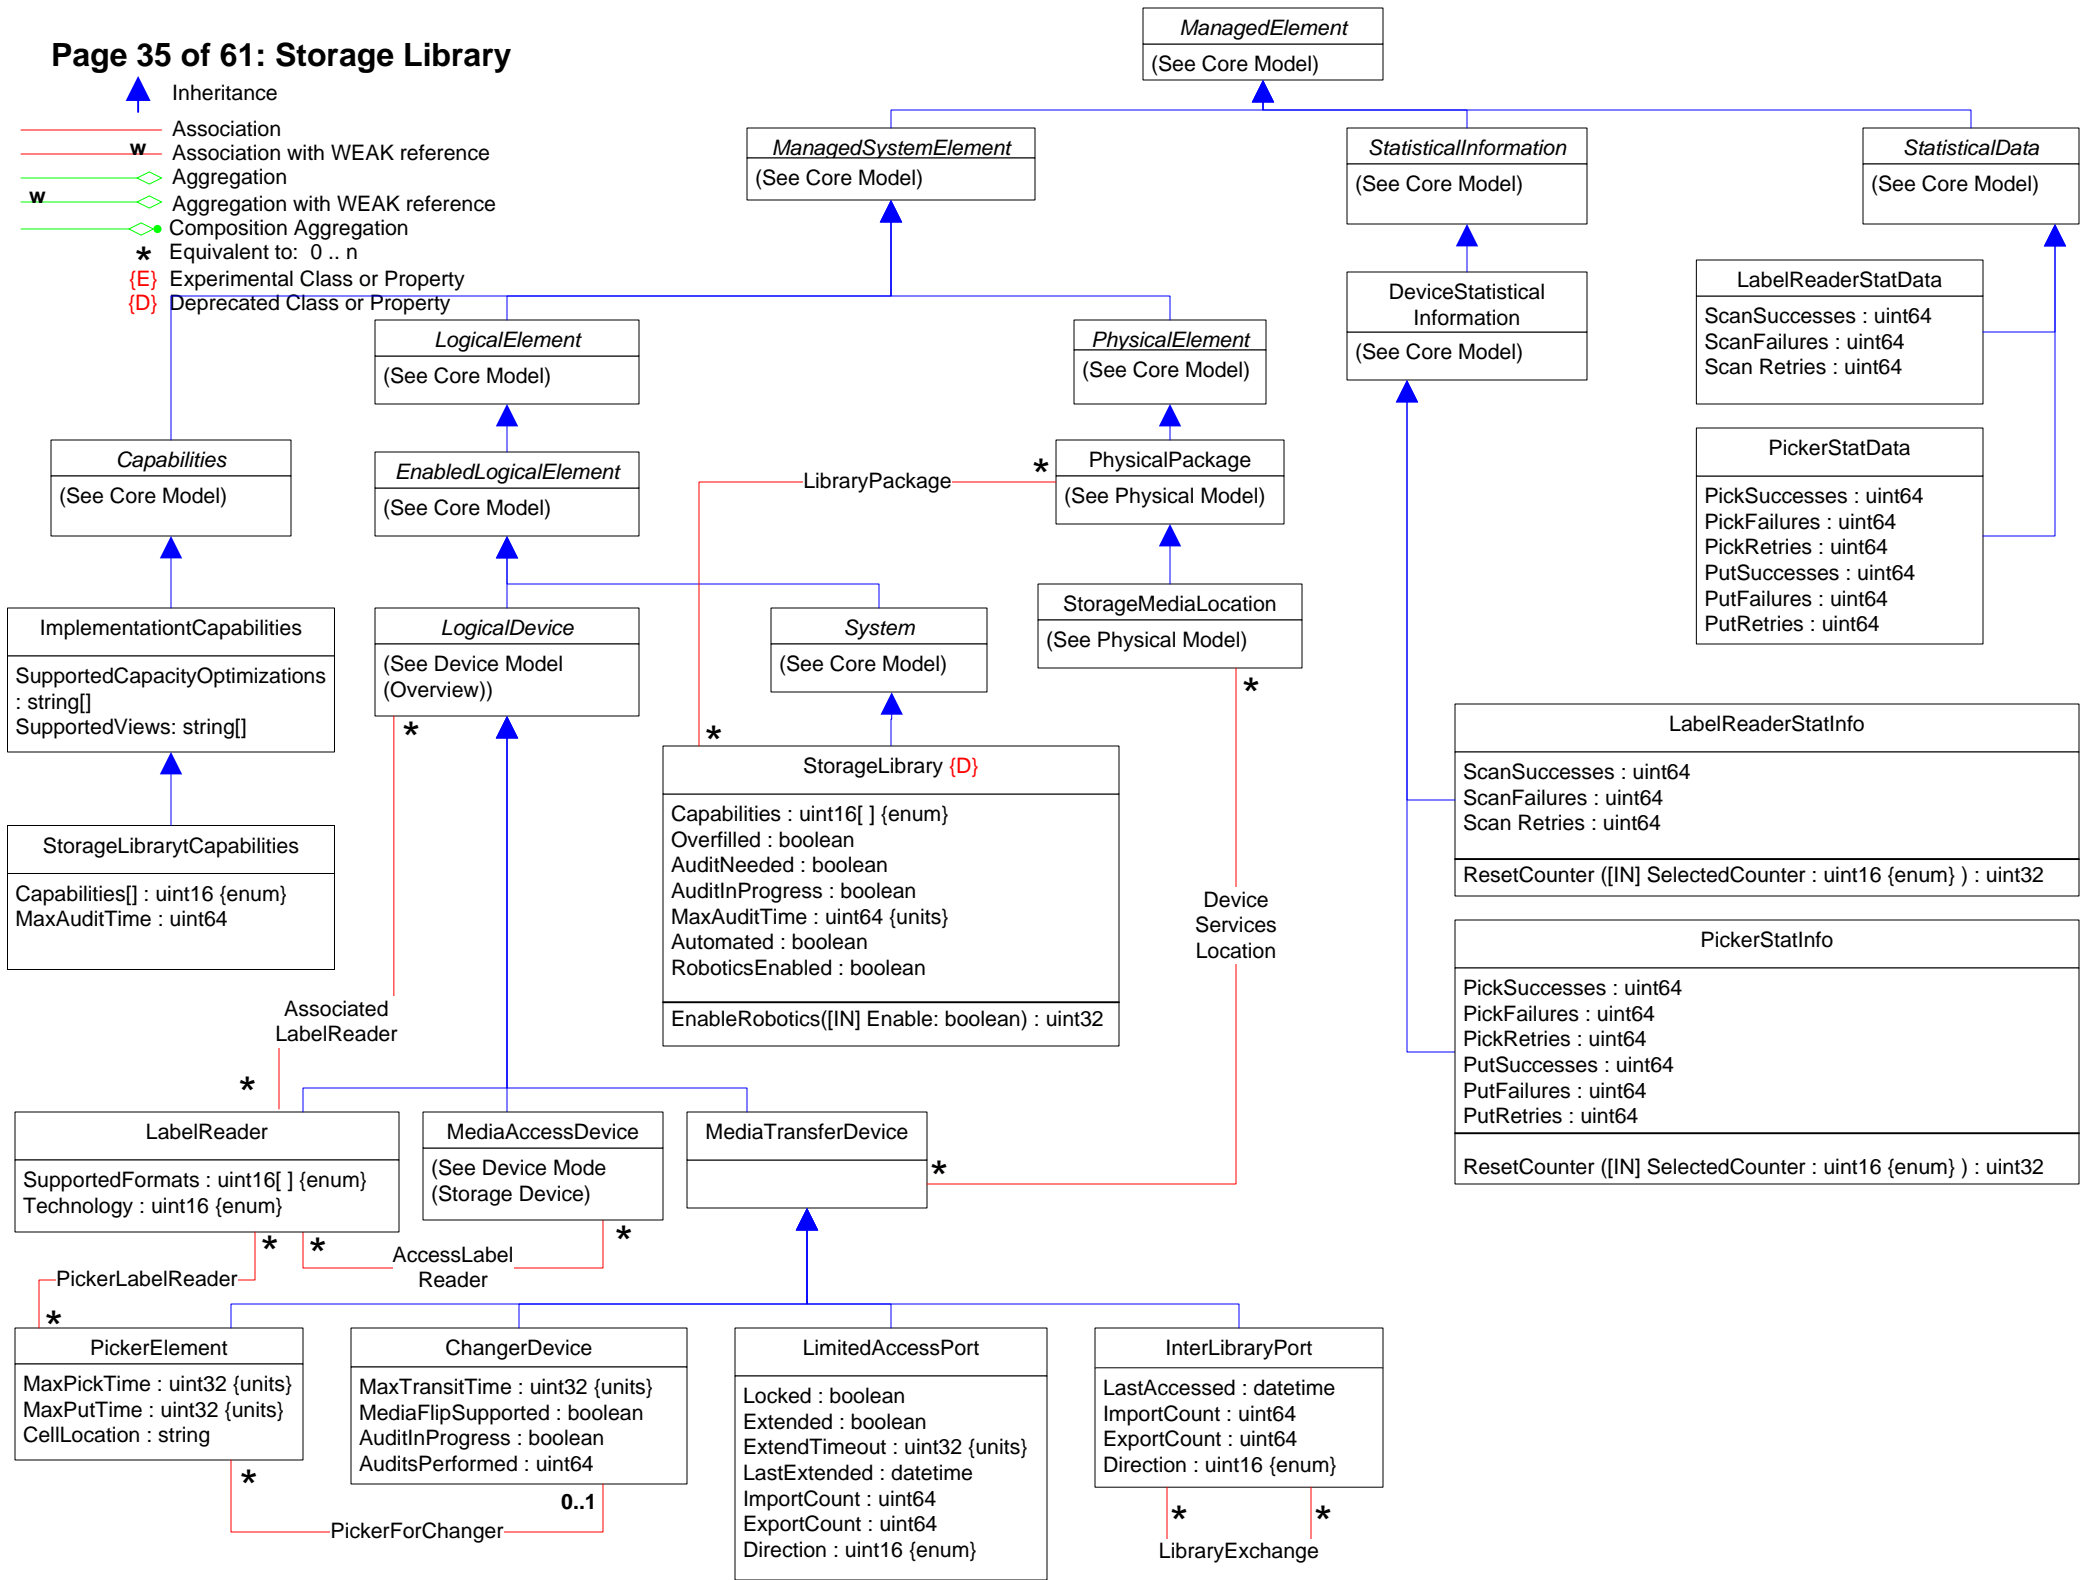 Page 35 of 61: Storage Library
Inheritance
Association
w
Association with WEAK reference
Aggregation
w
Aggregation with WEAK reference
Composition Aggregation
*
Equivalent to: 0 .. n
{E} Experimental Class or Property
{D} Deprecated Class or Property
ManagedElement
(See Core Model)
ManagedSystemElement
(See Core Model)
StatisticalInformation
(See Core Model)
StatisticalData
(See Core Model)
DeviceStatistical
Information
(See Core Model)
LabelReaderStatData
ScanSuccesses : uint64
ScanFailures : uint64
Scan Retries : uint64
PickerStatData
PickSuccesses : uint64
PickFailures : uint64
PickRetries : uint64
PutSuccesses : uint64
PutFailures : uint64
PutRetries : uint64
LogicalElement
(See Core Model)
PhysicalElement
(See Core Model)
Capabilities
(See Core Model)
EnabledLogicalElement
(See Core Model)
LibraryPackage
*
PhysicalPackage
(See Physical Model)
ImplementationtCapabilities
SupportedCapacityOptimizations
: string[]
SupportedViews: string[]
LogicalDevice
(See Device Model
(Overview))
*
System
(See Core Model)
StorageMediaLocation
(See Physical Model)
*
*
StorageLibrarytCapabilities
Capabilities[] : uint16 {enum}
MaxAuditTime : uint64
StorageLibrary {D}
Capabilities : uint16[ ] {enum}
Overfilled : boolean
AuditNeeded : boolean
AuditInProgress : boolean
MaxAuditTime : uint64 {units}
Automated : boolean
RoboticsEnabled : boolean
EnableRobotics([IN] Enable: boolean) : uint32
Device
Services
Location
LabelReaderStatInfo
ScanSuccesses : uint64
ScanFailures : uint64
Scan Retries : uint64
ResetCounter ([IN] SelectedCounter : uint16 {enum} ) : uint32
PickerStatInfo
PickSuccesses : uint64
PickFailures : uint64
PickRetries : uint64
PutSuccesses : uint64
PutFailures : uint64
PutRetries : uint64
ResetCounter ([IN] SelectedCounter : uint16 {enum} ) : uint32
Associated
LabelReader
*
LabelReader
SupportedFormats : uint16[ ] {enum}
Technology : uint16 {enum}
MediaAccessDevice
(See Device Mode
(Storage Device)
MediaTransferDevice
*
*
*
*
AccessLabel
Reader
PickerLabelReader
*
PickerElement
MaxPickTime : uint32 {units}
MaxPutTime : uint32 {units}
CellLocation : string
*
ChangerDevice
MaxTransitTime : uint32 {units}
MediaFlipSupported : boolean
AuditInProgress : boolean
AuditsPerformed : uint64
0..1
PickerForChanger
LimitedAccessPort
Locked : boolean
Extended : boolean
ExtendTimeout : uint32 {units}
LastExtended : datetime
ImportCount : uint64
ExportCount : uint64
Direction : uint16 {enum}
InterLibraryPort
LastAccessed : datetime
ImportCount : uint64
ExportCount : uint64
Direction : uint16 {enum}
*
*
LibraryExchange